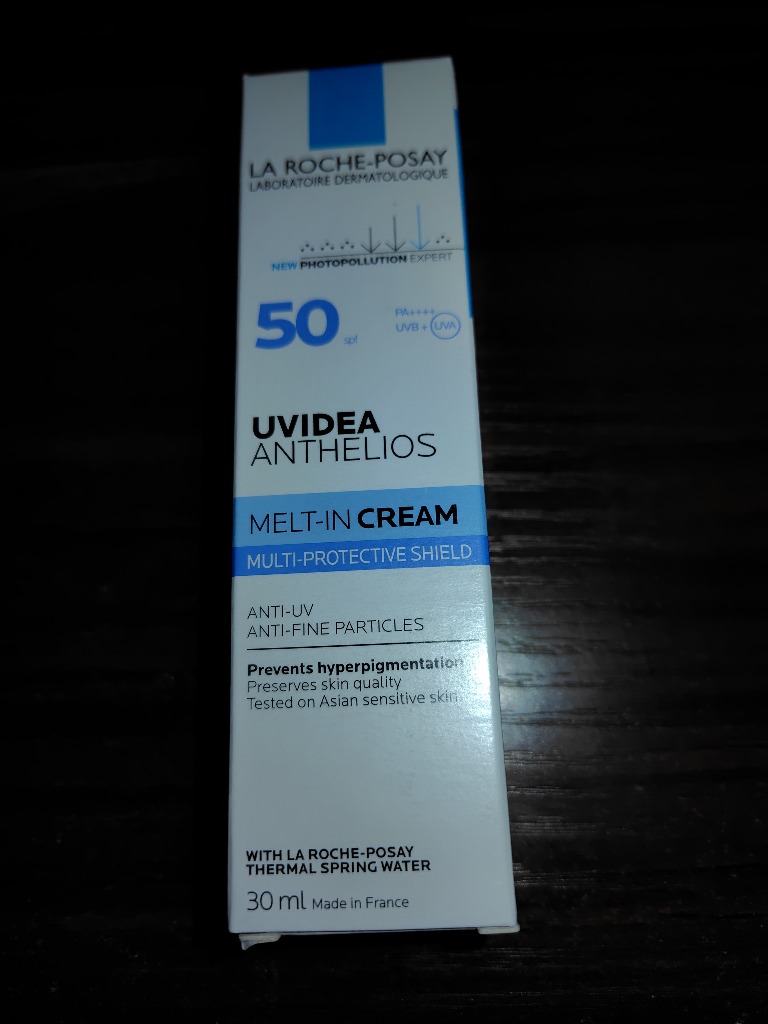 LA ROCHE-POSAY
LABORATOIRE DERMATOLOGIQUE
NEW PHOTOPOLLUTION EXPERT
50 spf
PA++++
UVB + UVA
UVIDEA
ANTHELIOS
MELT-IN CREAM
MULTI-PROTECTIVE SHIELD
ANTI-UV
ANTI-FINE PARTICLES
Prevents hyperpigmentation
Preserves skin quality
Tested on Asian sensitive skin.
WITH LA ROCHE-POSAY
THERMAL SPRING WATER
30 ml Made in France